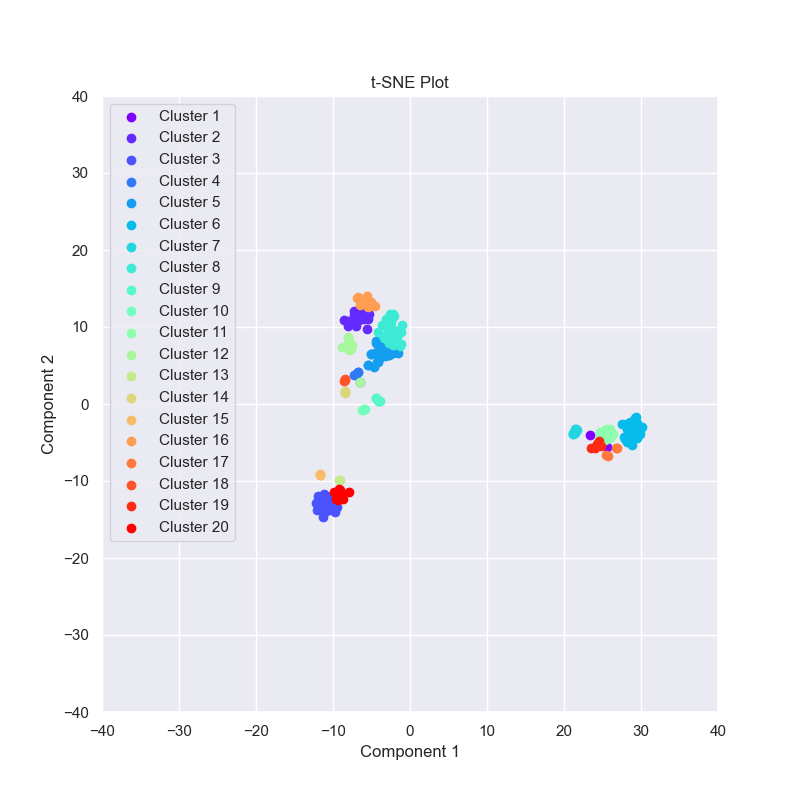 t-SNE Plot
40
30
20
10
0
−10
−20
−30
−40
Component 2
Cluster 1
Cluster 2
Cluster 3
Cluster 4
Cluster 5
Cluster 6
Cluster 7
Cluster 8
Cluster 9
Cluster 10
Cluster 11
Cluster 12
Cluster 13
Cluster 14
Cluster 15
Cluster 16
Cluster 17
Cluster 18
Cluster 19
Cluster 20
−40 −30 −20 −10 0 10 20 30 40
Component 1